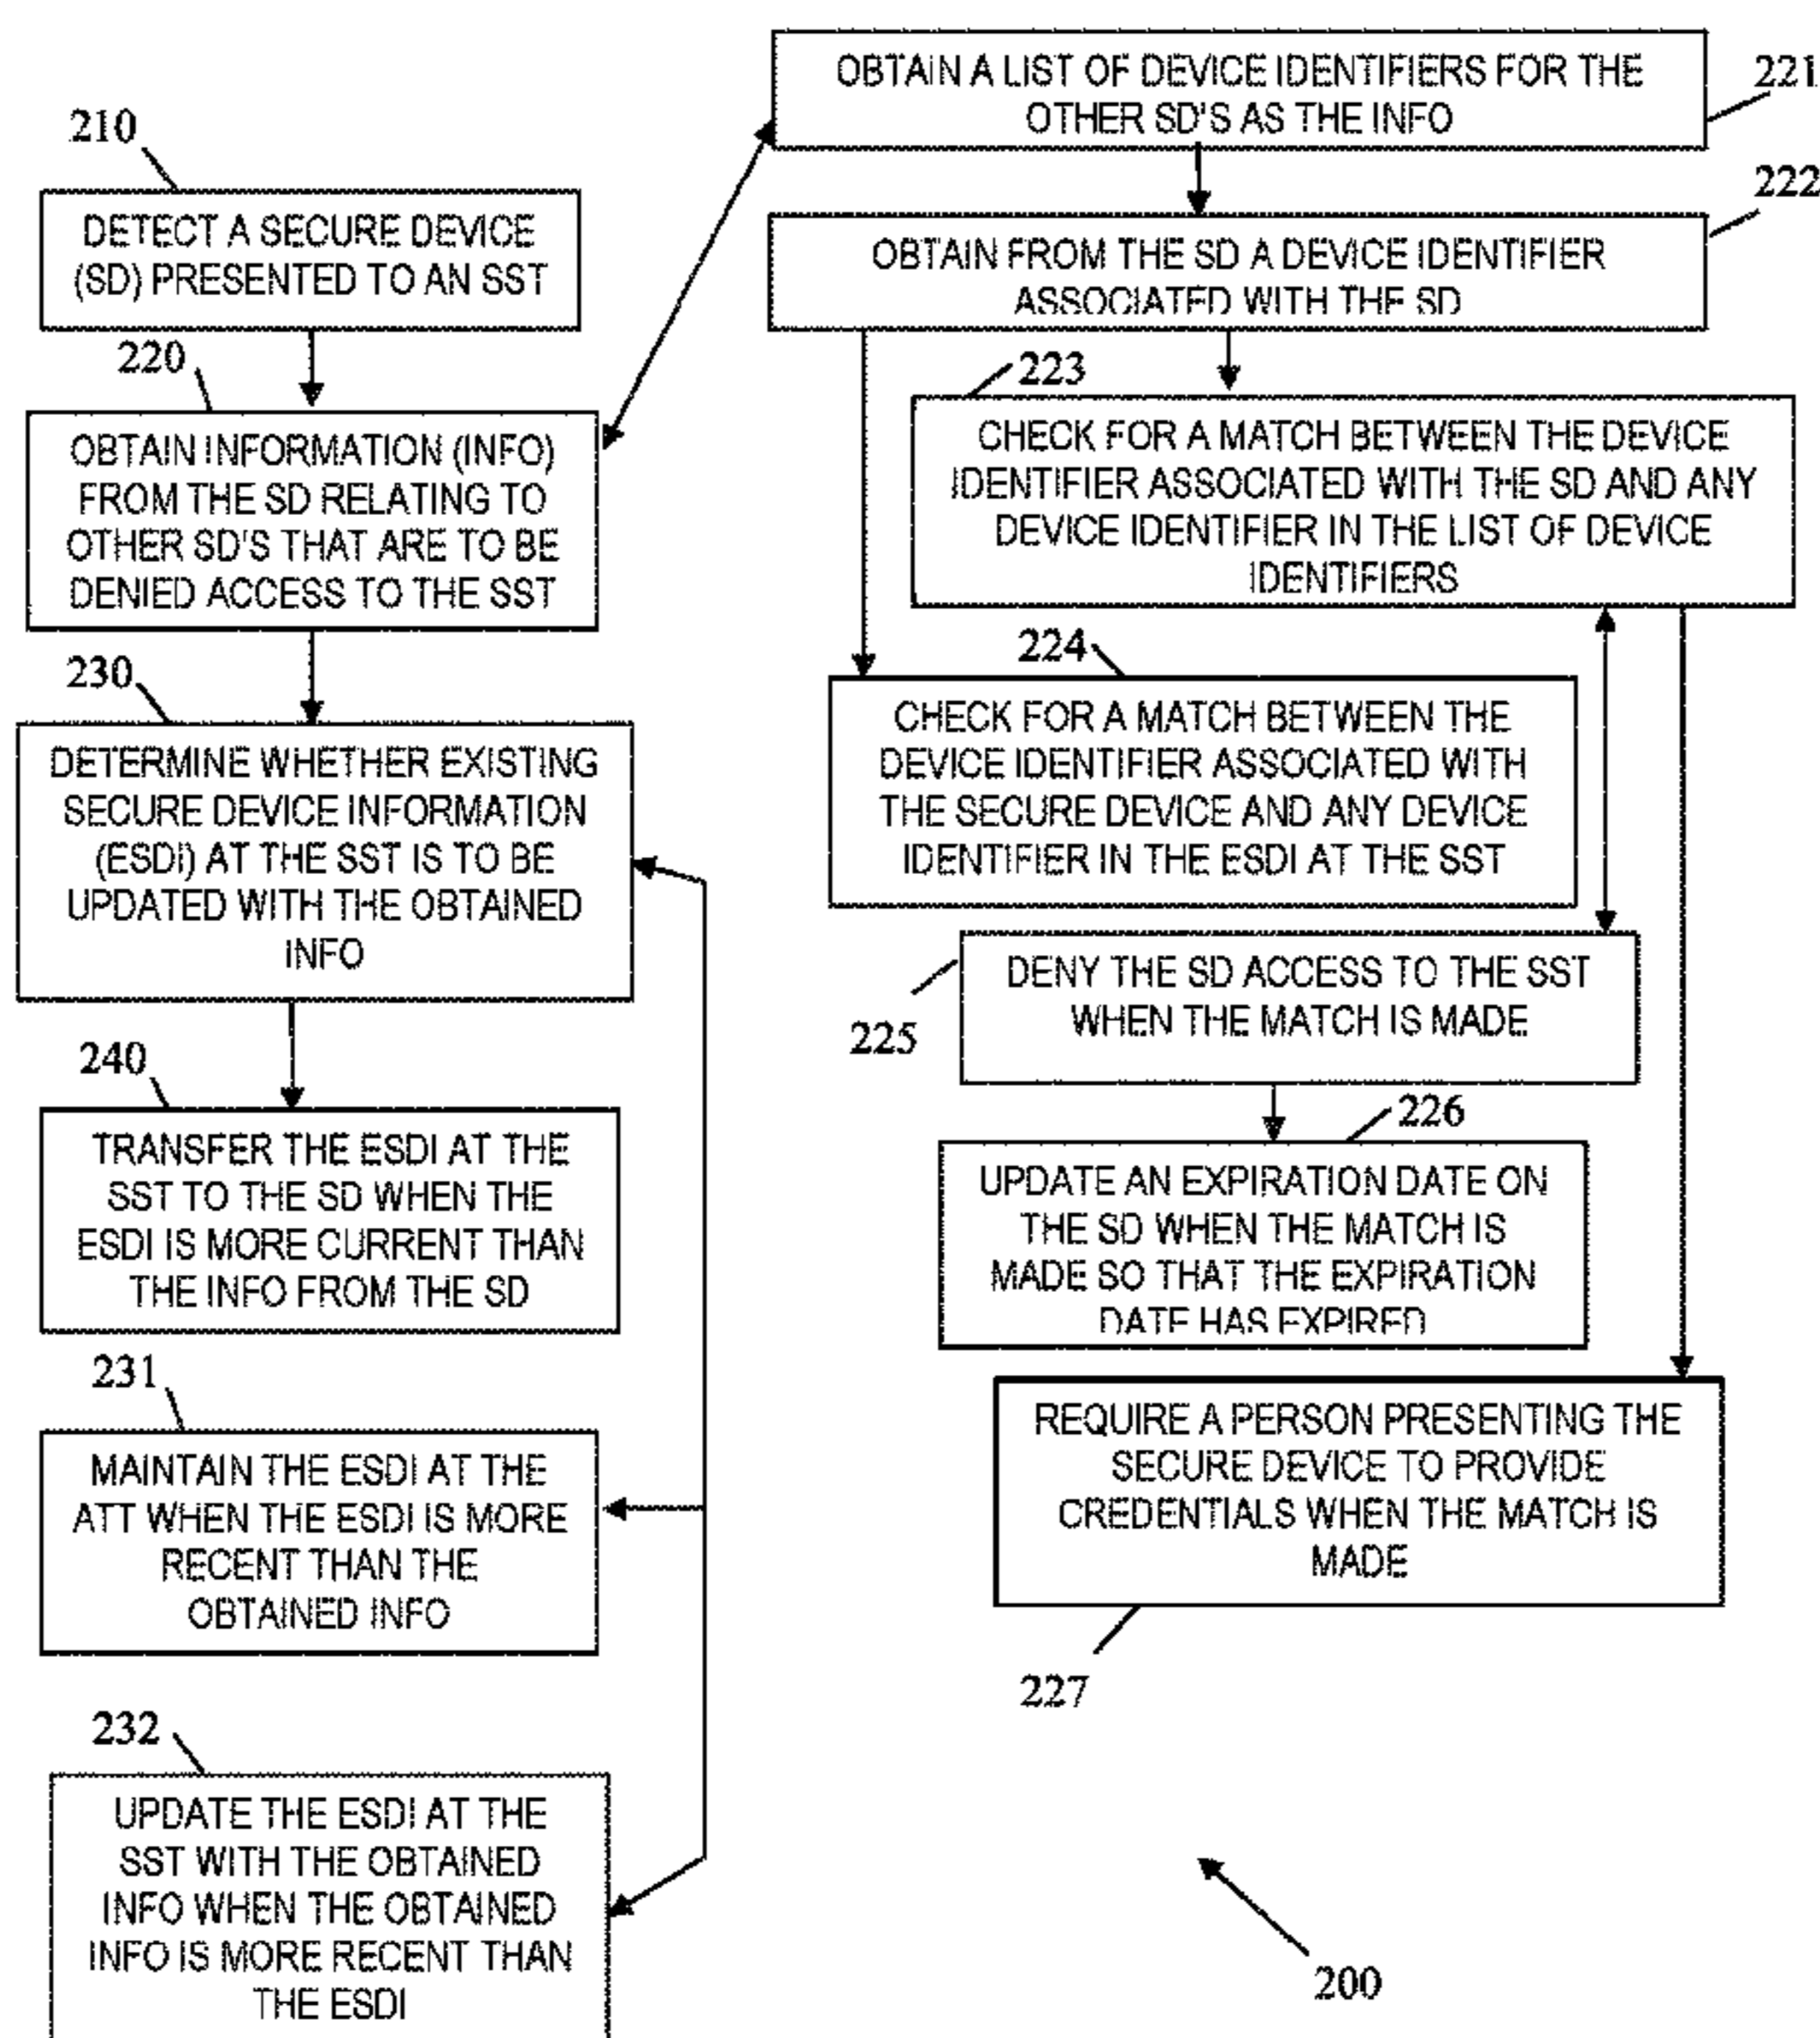 210
DETECT A SECURE DEVICE
(SD) PRESENTED TO AN SST
220
OBTAIN INFORMATION (INFO)
FROM THE SD RELATING TO
OTHER SD'S THAT ARE TO BE
DENIED ACCESS TO THE SST
230
DETERMINE WHETHER EXISTING
SECURE DEVICE INFORMATION
(ESDI) AT THE SST IS TO BE
UPDATED WITH THE OBTAINED
INFO
240
TRANSFER THE ESDI AT THE
SST TO THE SD WHEN THE
ESDI IS MORE CURRENT THAN
THE INFO FROM THE SD
231
MAINTAIN THE ESDI AT THE
ATT WHEN THE ESDI IS MORE
RECENT THAN THE
OBTAINED INFO
232
UPDATE THE ESDI AT THE
SST WITH THE OBTAINED
INFO WHEN THE OBTAINED
INFO IS MORE RECENT THAN
THE ESDI
OBTAIN A LIST OF DEVICE IDENTIFIERS FOR THE
OTHER SD'S AS THE INFO
221
222
OBTAIN FROM THE SD A DEVICE IDENTIFIER
ASSOCIATED WITH THE SD
223
CHECK FOR A MATCH BETWEEN THE DEVICE
IDENTIFIER ASSOCIATED WITH THE SD AND ANY
DEVICE IDENTIFIER IN THE LIST OF DEVICE
IDENTIFIERS
224
CHECK FOR A MATCH BETWEEN THE
DEVICE IDENTIFIER ASSOCIATED WITH
THE SECURE DEVICE AND ANY DEVICE
IDENTIFIER IN THE ESDI AT THE SST
DENY THE SD ACCESS TO THE SST
WHEN THE MATCH IS MADE
225
226
UPDATE AN EXPIRATION DATE ON
THE SD WHEN THE MATCH IS
MADE SO THAT THE EXPIRATION
DATE HAS EXPIRED
REQUIRE A PERSON PRESENTING THE
SECURE DEVICE TO PROVIDE
CREDENTIALS WHEN THE MATCH IS
MADE
227
200